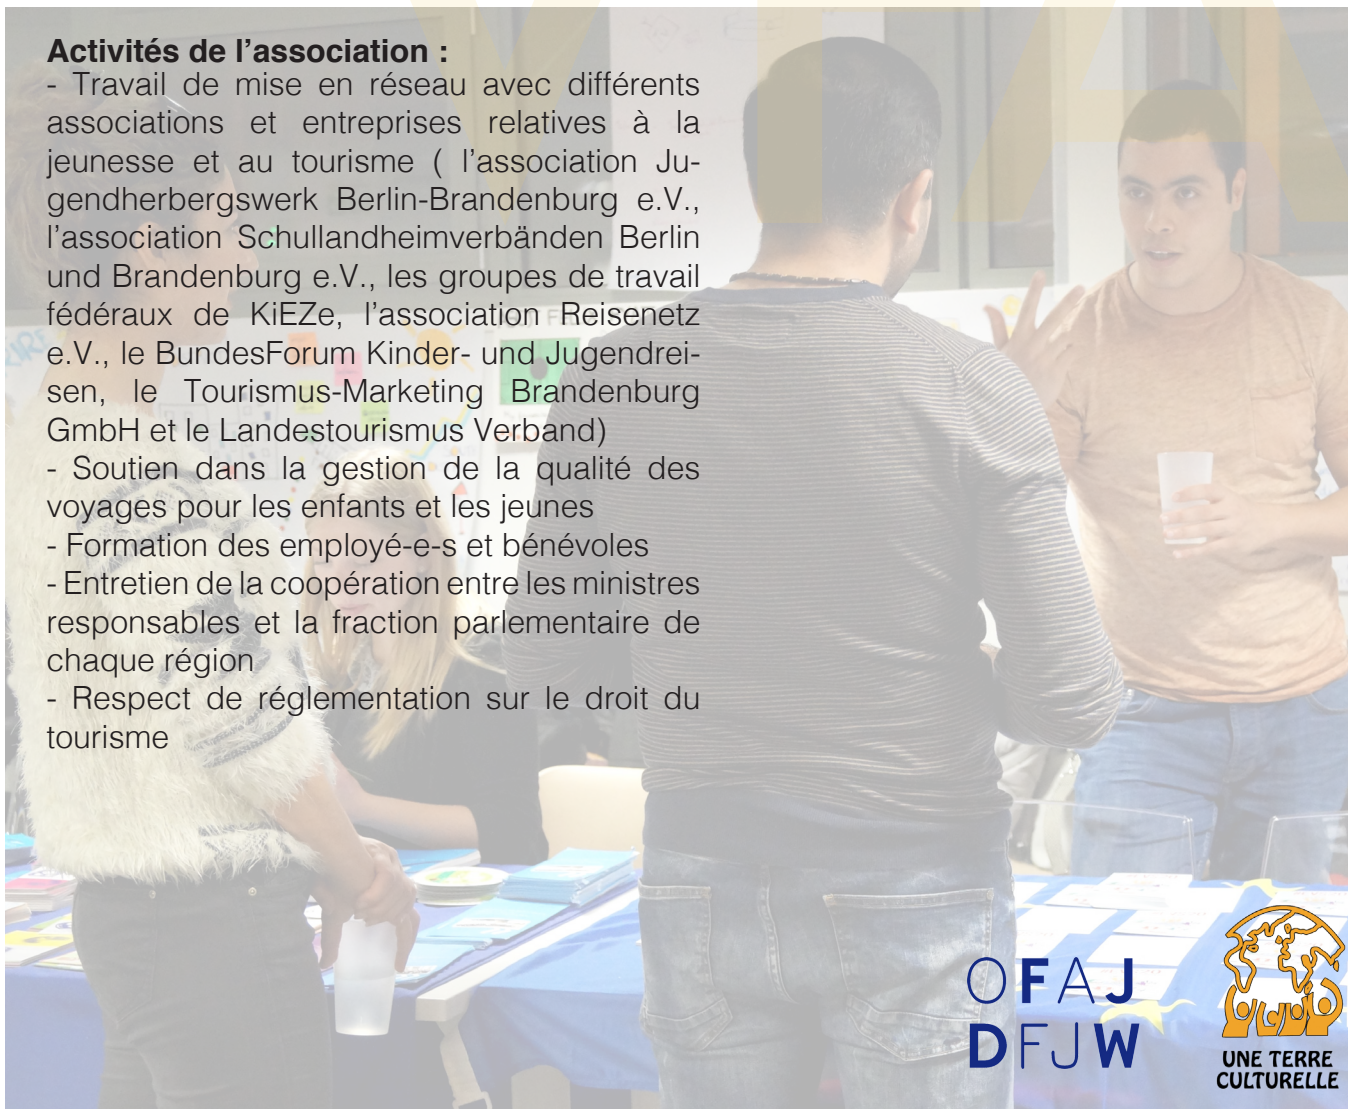 Activités de l'association :
- Travail de mise en réseau avec différents
associations et entreprises relatives à la
jeunesse et au tourisme ( l'association Ju-
gendherbergswerk Berlin-Brandenburg e.V.,
l'association Schullandheimverbänden Berlin
und Brandenburg e.V., les groupes de travail
fédéraux de KiEZe, l'association Reisenetz
e.V., le BundesForum Kinder- und Jugendrei-
sen, le Tourismus-Marketing Brandenburg
GmbH et le Landestourismus Verband)
- Soutien dans la gestion de la qualité des
voyages pour les enfants et les jeunes
- Formation des employé-e-s et bénévoles
- Entretien de la coopération entre les ministres
responsables et la fraction parlementaire de
chaque région
- Respect de réglementation sur le droit du
tourisme
OFAJ
DFJW
UNE TERRE
CULTURELLE